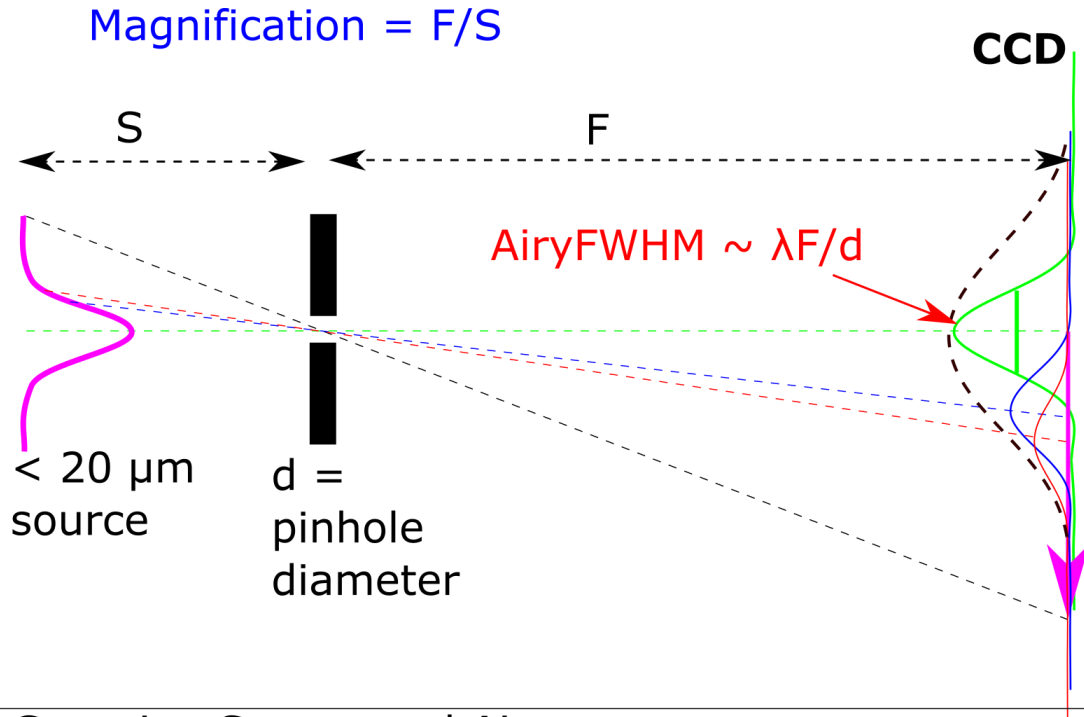 Magnification = F/S
CCD
S
F
AiryFWHM ~ λF/d
< 20 μm
source
d =
pinhole
diameter